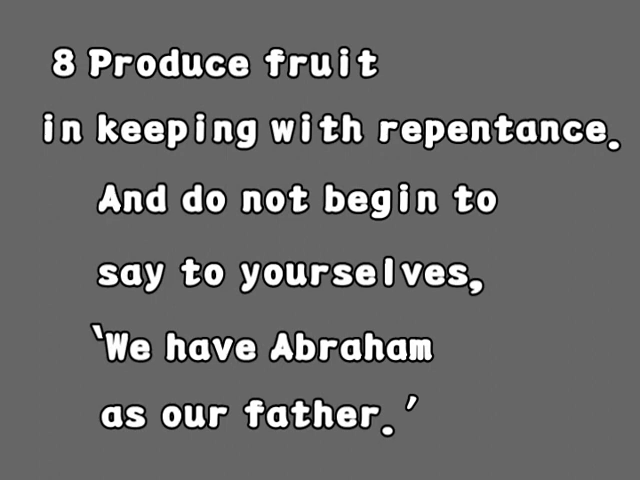 8 Produce fruit
in keeping with repentance.
And do not begin to
say to yourselves,
‘We have Abraham
as our father.’